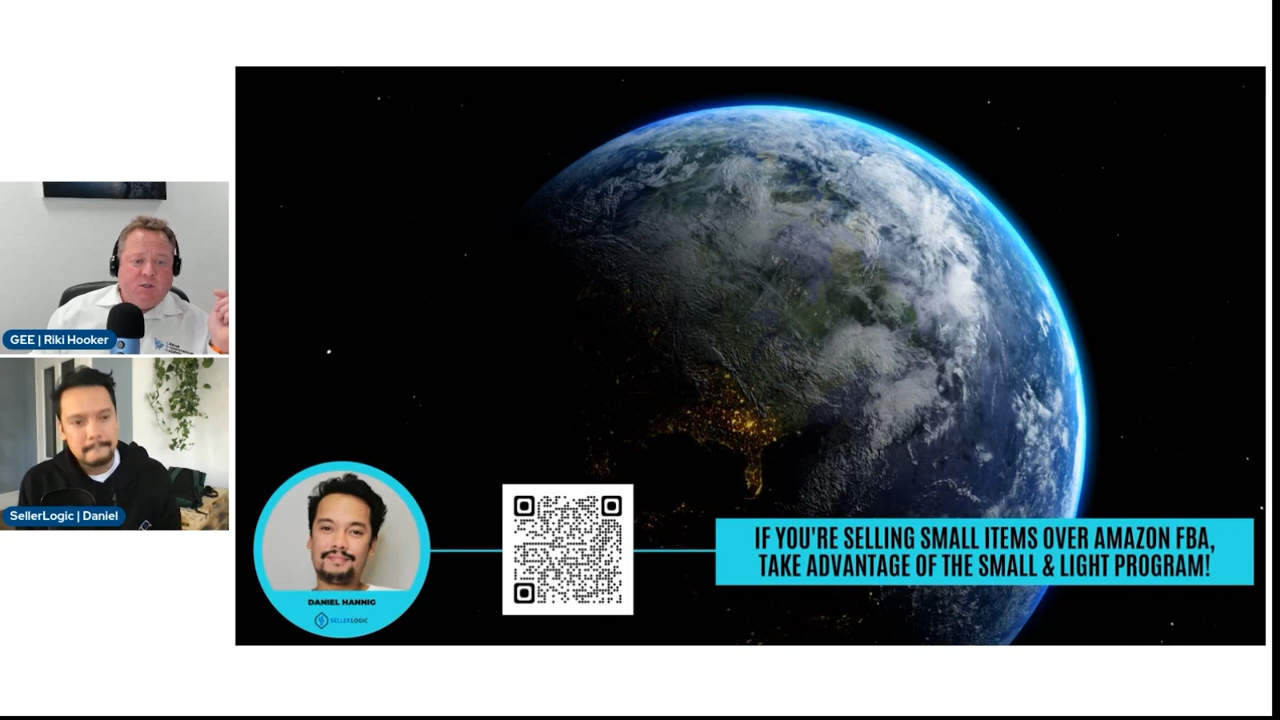 GEE | Riki Hooker
SellerLogic | Daniel
DANIEL HANNIG
SELLERLOGIC
IF YOU'RE SELLING SMALL ITEMS OVER AMAZON FBA,
TAKE ADVANTAGE OF THE SMALL & LIGHT PROGRAM!